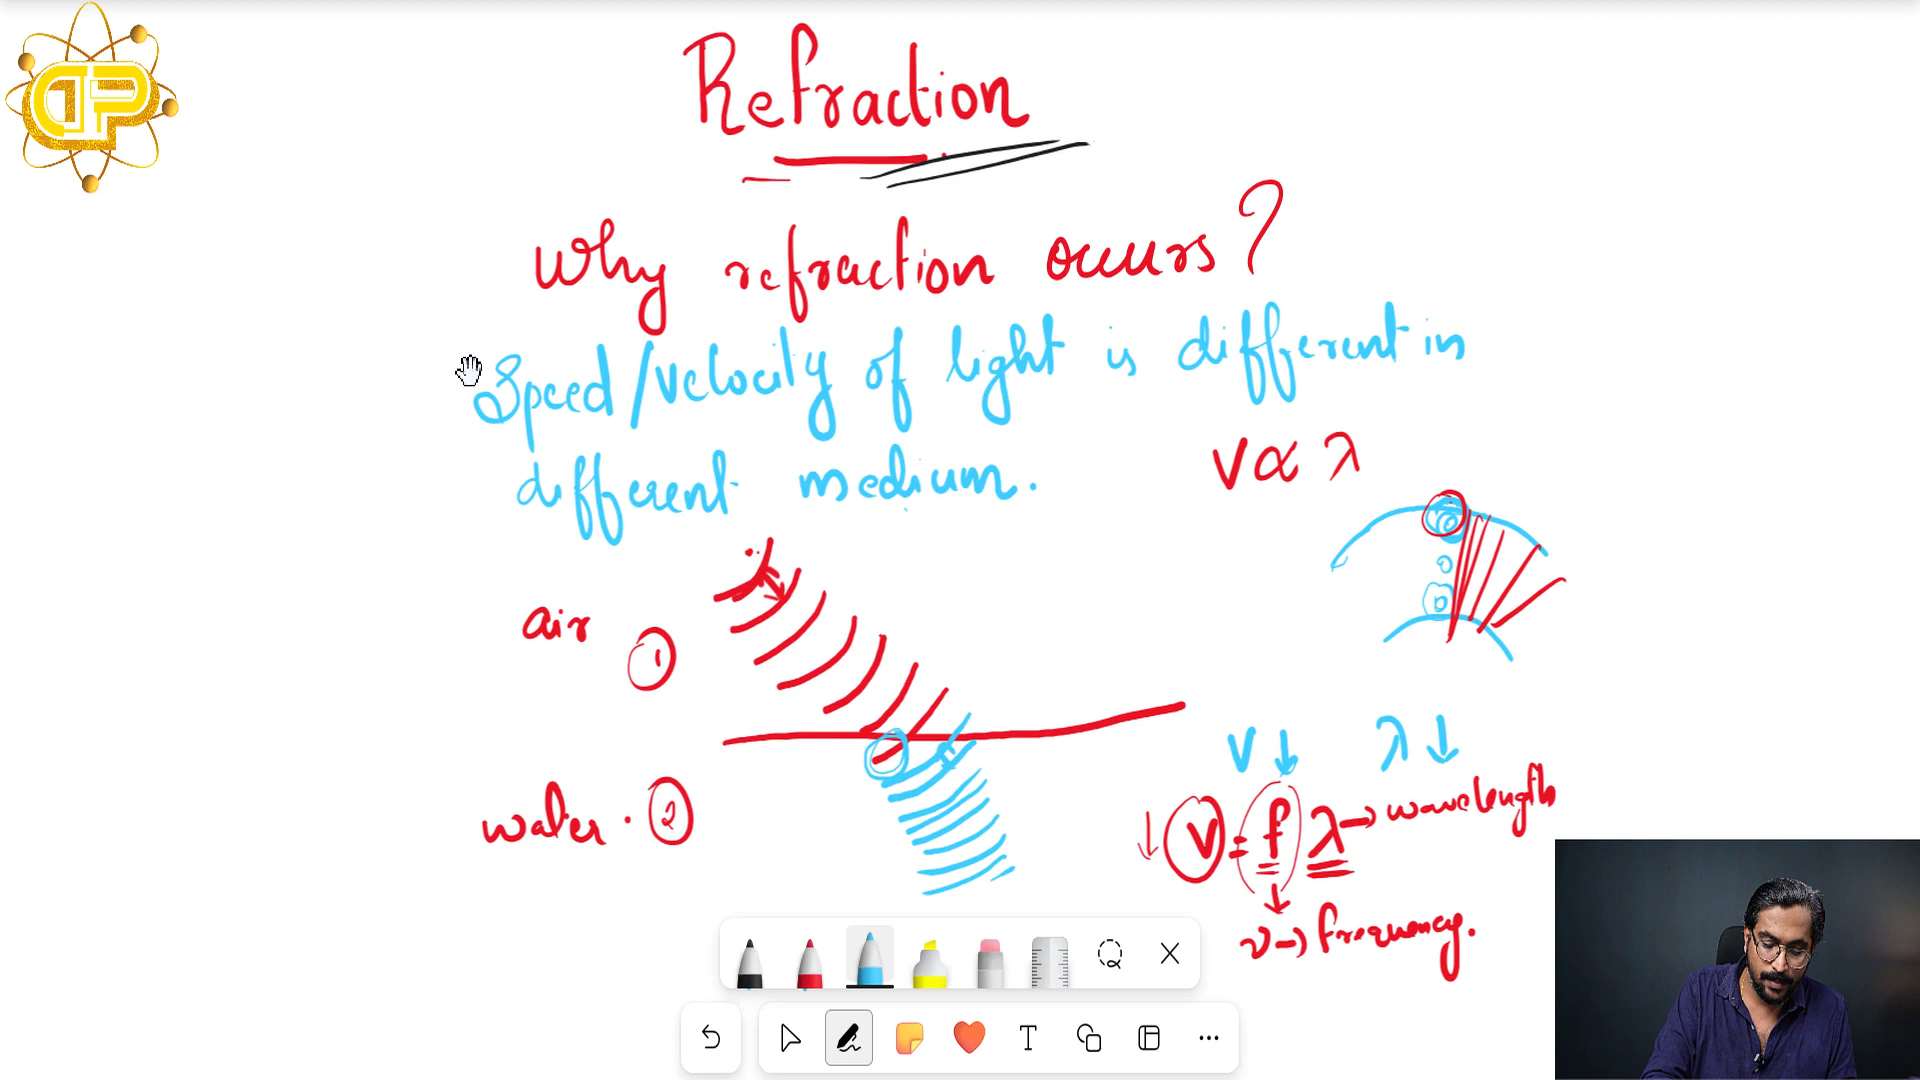 DP
Refraction
Why refraction occurs?
Speed/velocity of light is different in
different medium.
V ∝ λ
air ①
water . ②
V ↓ λ ↓
↓ V = f λ → wavelength
↓
ν → frequency.
T